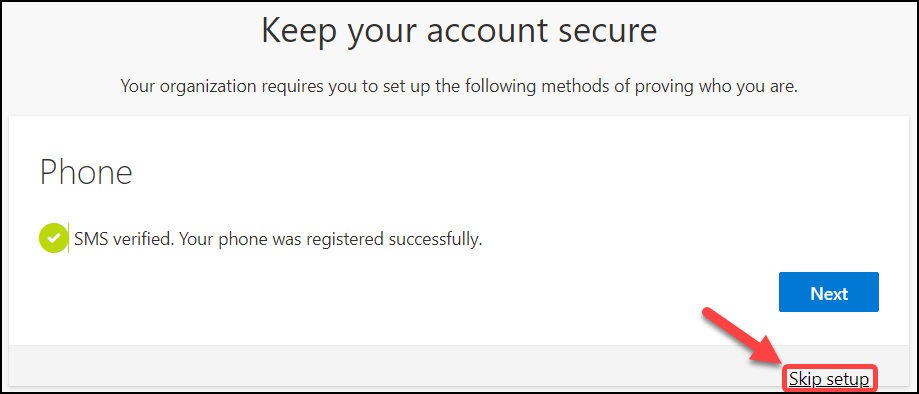 Keep your account secure
Your organization requires you to set up the following methods of proving who you are.
Phone
SMS verified. Your phone was registered successfully.
Next
Skip setup